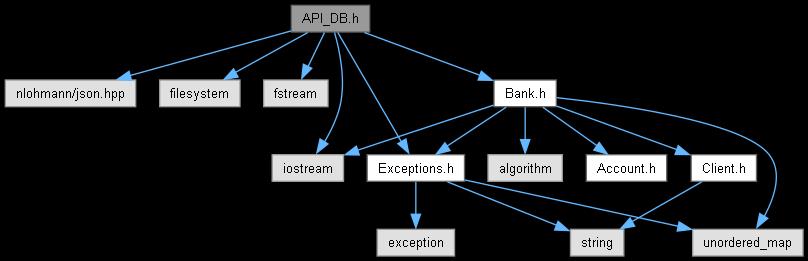 API_DB.h
nlohmann/json.hpp
filesystem
fstream
Bank.h
iostream
Exceptions.h
algorithm
Account.h
Client.h
exception
string
unordered_map